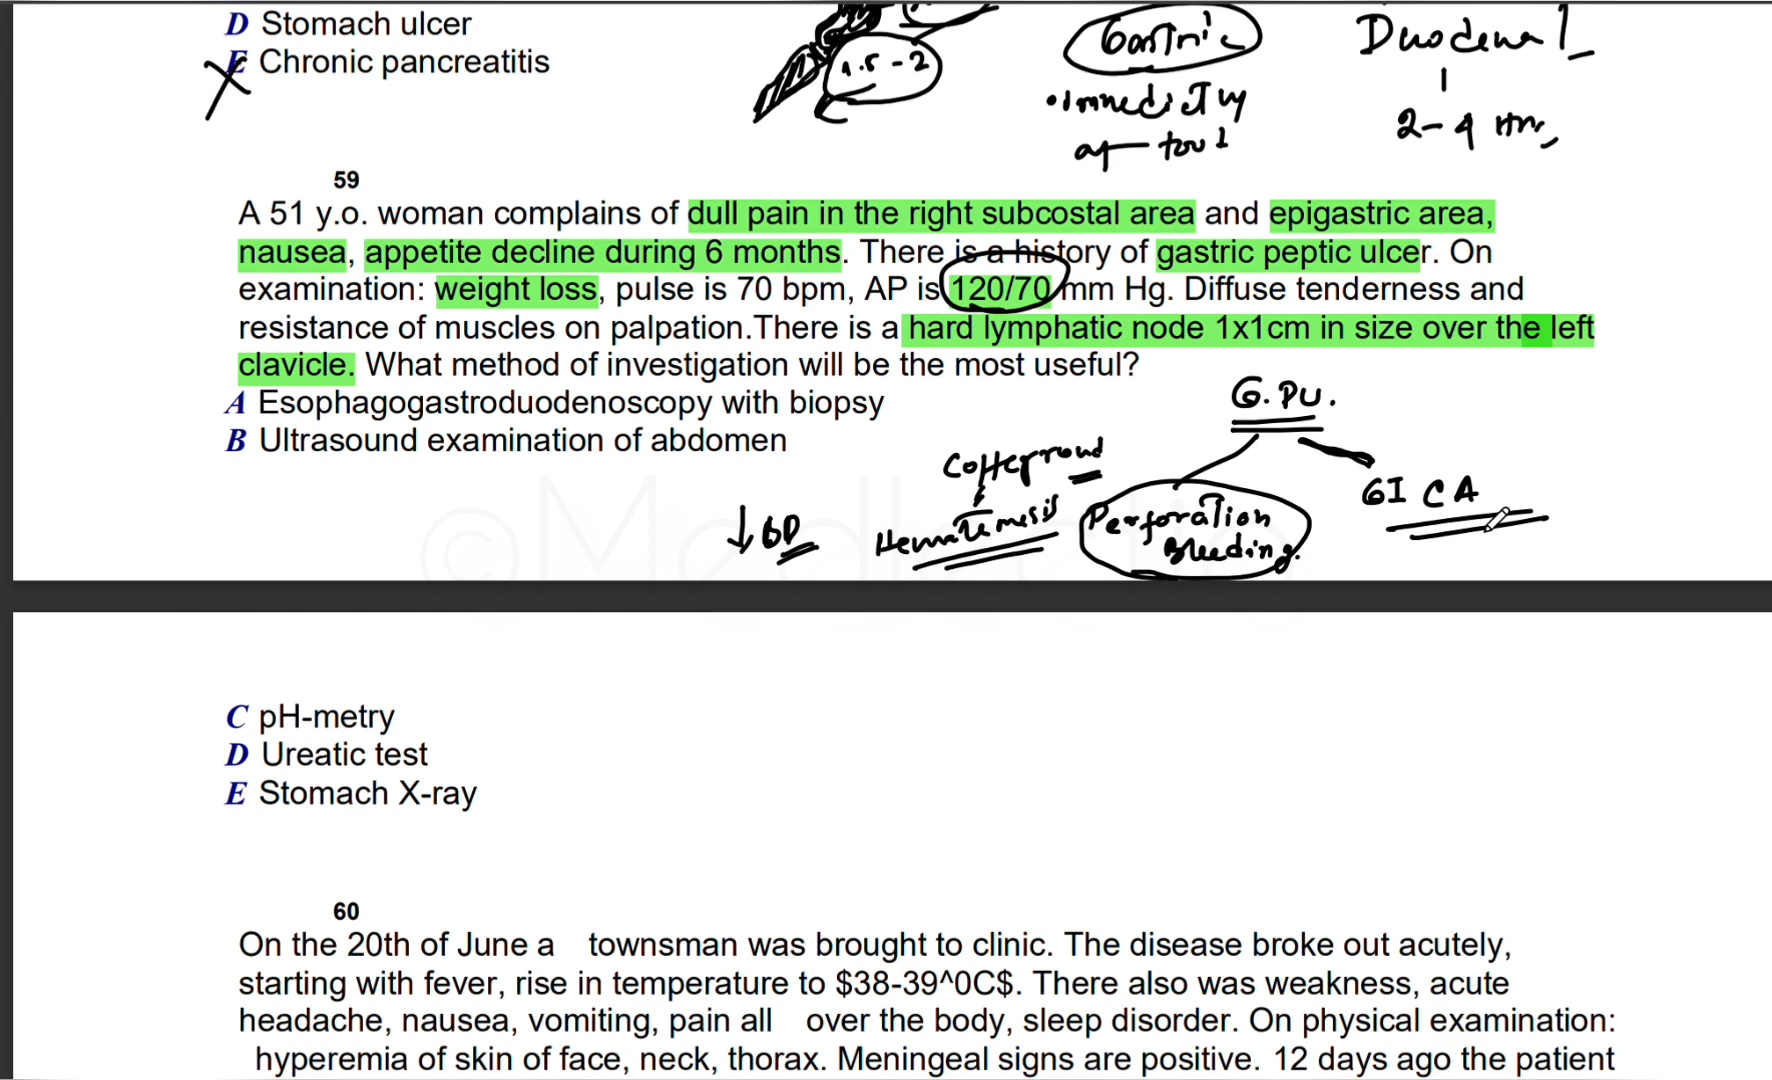 D Stomach ulcer
E Chronic pancreatitis
1.5 - 2
Gastric
• Immediatly
Duodenal
2-4 Hrs,
59
A 51 y.o. woman complains of dull pain in the right subcostal area and epigastric area,
nausea, appetite decline during 6 months. There is a history of gastric peptic ulcer. On
examination: weight loss, pulse is 70 bpm, AP is 120/70 mm Hg. Diffuse tenderness and
resistance of muscles on palpation.There is a hard lymphatic node 1x1cm in size over the left
clavicle. What method of investigation will be the most useful?
A Esophagogastroduodenoscopy with biopsy
B Ultrasound examination of abdomen
G. PU.
GI CA
Perforation
Bleeding.
Hematemesis
↓ BP
C pH-metry
D Ureatic test
E Stomach X-ray
60
On the 20th of June a townsman was brought to clinic. The disease broke out acutely,
starting with fever, rise in temperature to $38-39^0C$. There also was weakness, acute
headache, nausea, vomiting, pain all over the body, sleep disorder. On physical examination:
hyperemia of skin of face, neck, thorax. Meningeal signs are positive. 12 days ago the patient